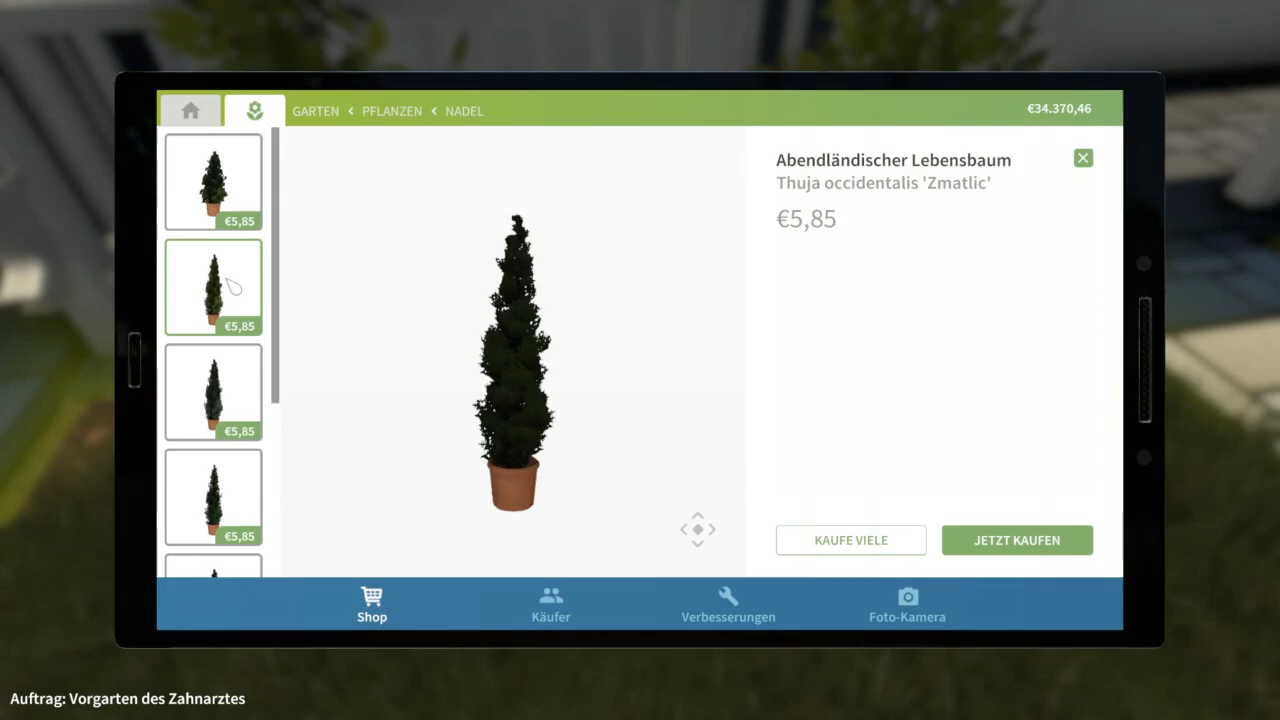 GARTEN < PFLANZEN < NADEL
€34.370,46
€5,85
€5,85
€5,85
€5,85
Abendländischer Lebensbaum
Thuja occidentalis 'Zmatlic'
€5,85
KAUFE VIELE
JETZT KAUFEN
Shop
Käufer
Verbesserungen
Foto-Kamera
Auftrag: Vorgarten des Zahnarztes